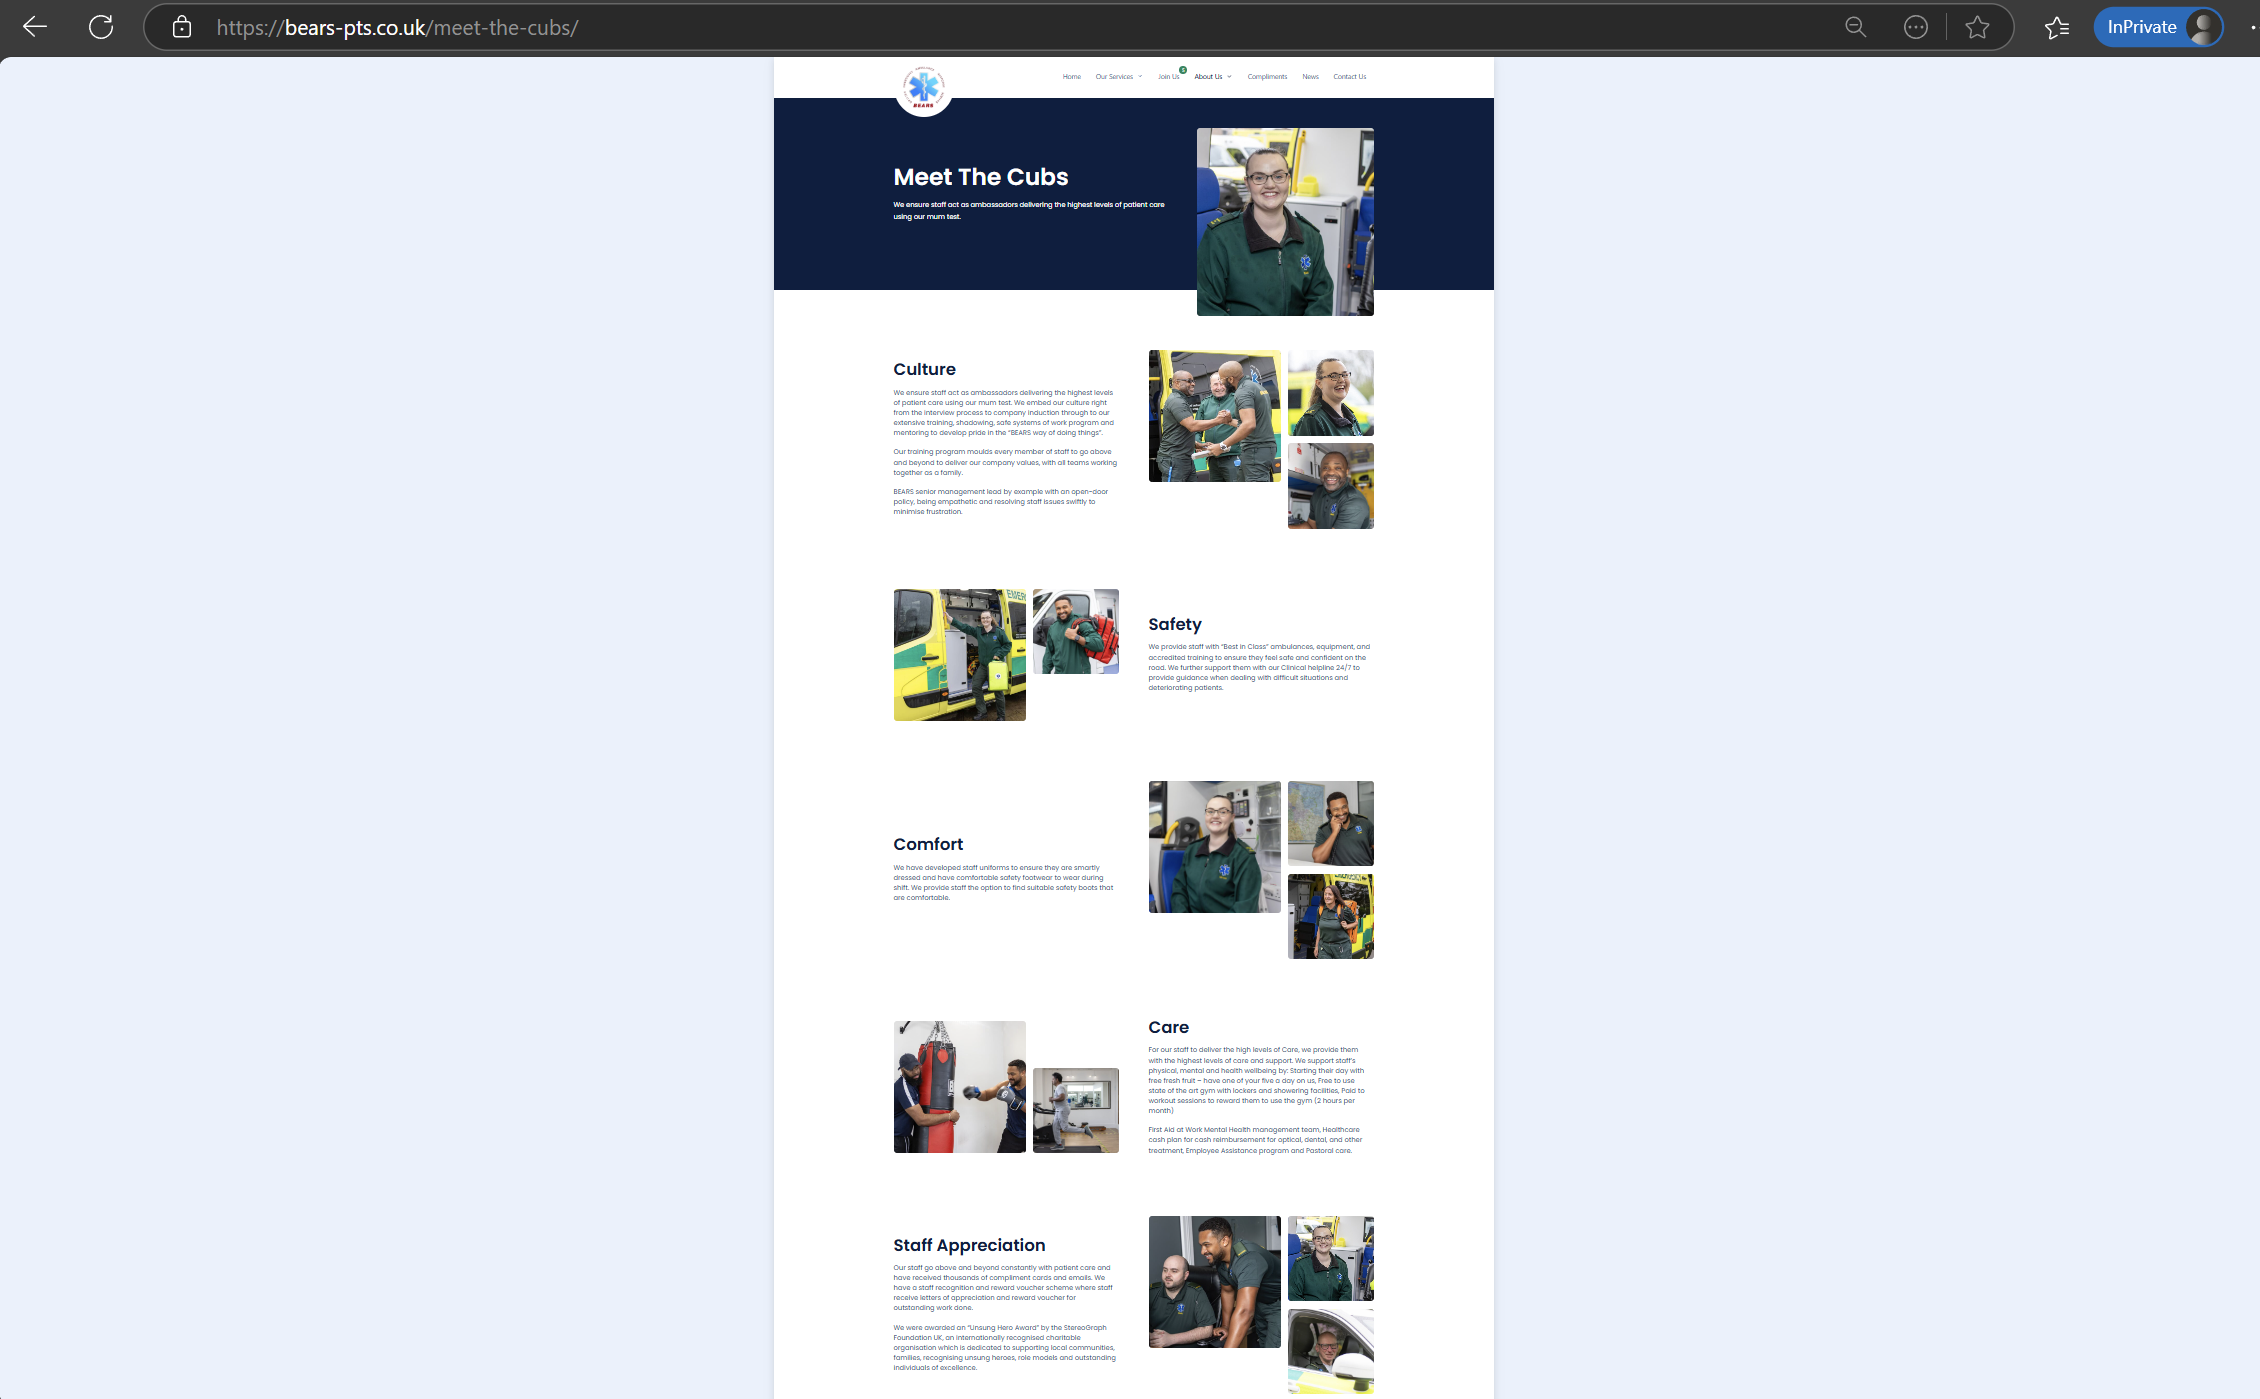 https://bears-pts.co.uk/meet-the-cubs/
InPrivate
BEARS
Home
Our Services
Join Us
5
About Us
Compliments
News
Contact Us
Meet The Cubs
We ensure staff act as ambassadors delivering the highest levels of patient care
using our mum test.
Culture
We ensure staff act as ambassadors delivering the highest levels
of patient care using our mum test. We embed our culture right
from the interview process to company induction through to our
extensive training, shadowing, safe systems of work program and
mentoring to develop pride in the “BEARS way of doing things”.
Our training program moulds every member of staff to go above
and beyond to deliver our company values, with all teams working
together as a family.
BEARS senior management lead by example with an open-door
policy, being empathetic and resolving staff issues swiftly to
minimise frustration.
EMER
Safety
We provide staff with “Best in Class” ambulances, equipment, and
accredited training to ensure they feel safe and confident on the
road. We further support them with our Clinical helpline 24/7 to
provide guidance when dealing with difficult situations and
deteriorating patients.
Comfort
We have developed staff uniforms to ensure they are smartly
dressed and have comfortable safety footwear to wear during
shift. We provide staff the option to find suitable safety boots that
are comfortable.
Care
For our staff to deliver the high levels of Care, we provide them
with the highest levels of care and support. We support staff’s
physical, mental and health wellbeing by: Starting their day with
free fresh fruit – have one of your five a day on us, Free to use
state of the art gym with lockers and showering facilities, Paid to
workout sessions to reward them to use the gym (2 hours per
month)
First Aid at Work Mental Health management team, Healthcare
cash plan for cash reimbursement for optical, dental, and other
treatment, Employee Assistance program and Pastoral care.
Staff Appreciation
Our staff go above and beyond constantly with patient care and
have received thousands of compliment cards and emails. We
have a staff recognition and reward voucher scheme where staff
receive letters of appreciation and reward voucher for
outstanding work done.
We were awarded an “Unsung Hero Award” by the StereoGraph
Foundation UK, an internationally recognised charitable
organisation which is dedicated to supporting local communities,
families, recognising unsung heroes, role models and outstanding
individuals of excellence.